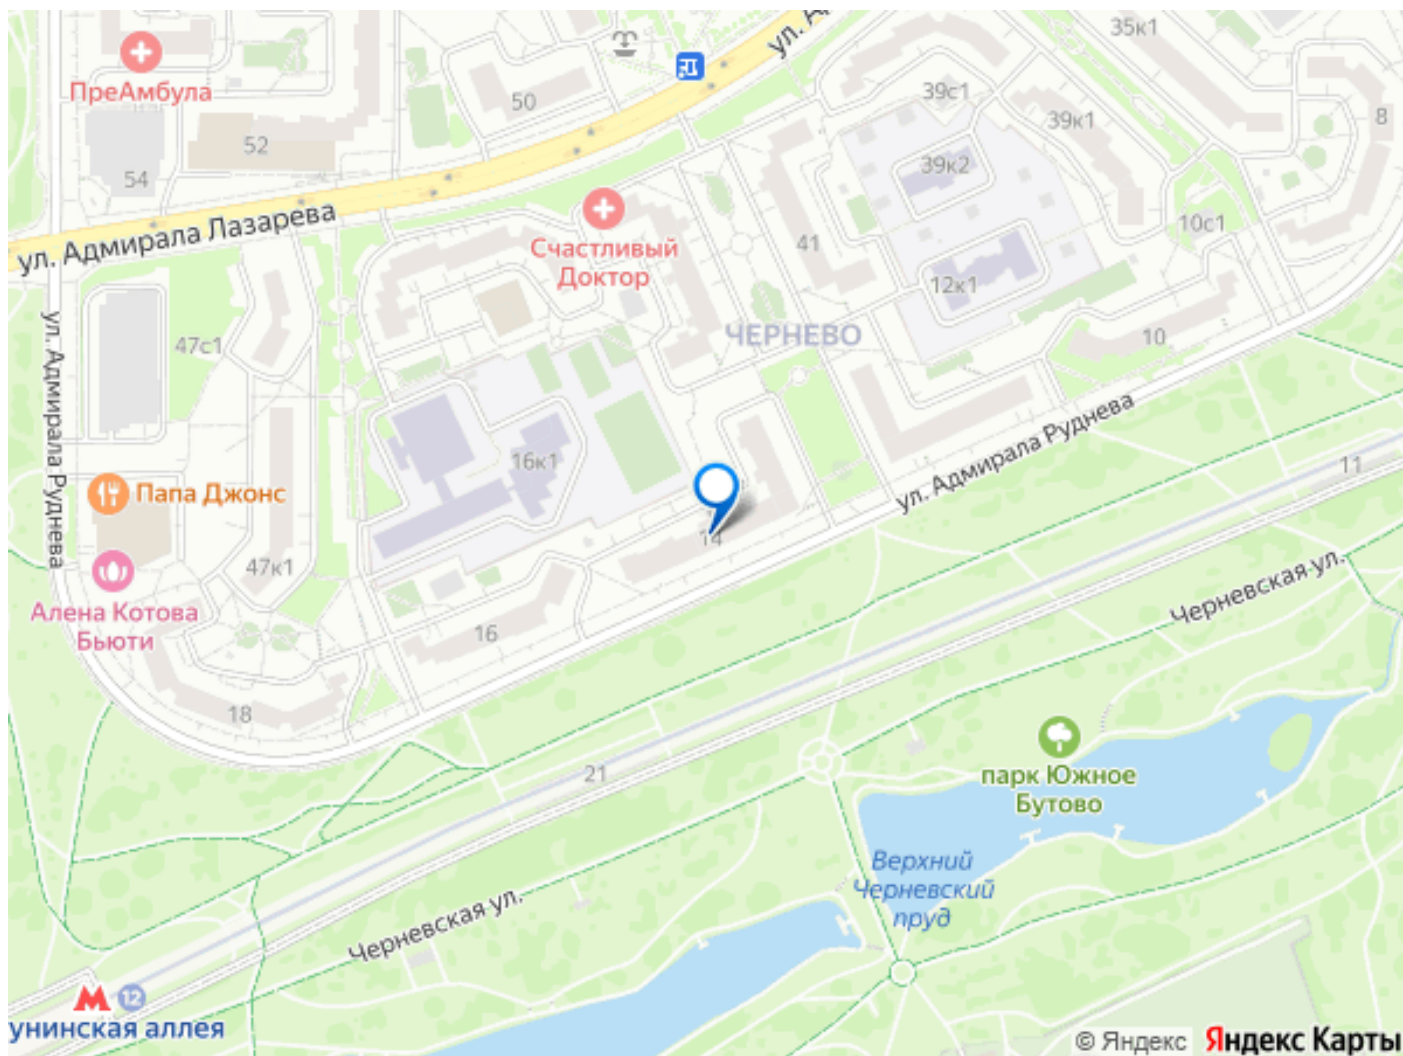 ул. А
35к1
ПреАмбула
50
39с1
39к1
8
52
39к2
54
ул. Адмирала Лазарева
Счастливый
Доктор
41
10с1
12к1
ЧЕРНЕВО
47с1
10
ул. Адмирала Руднева
ул. Адмирала Руднева
16к1
11
Папа Джонс
14
47к1
Черневская ул.
Алена Котова
Бьюти
16
18
21
парк Южное
Бутово
Верхний
Черневский
пруд
Черневская ул.
М 12
унинская аллея
© Яндекс Яндекс Карты